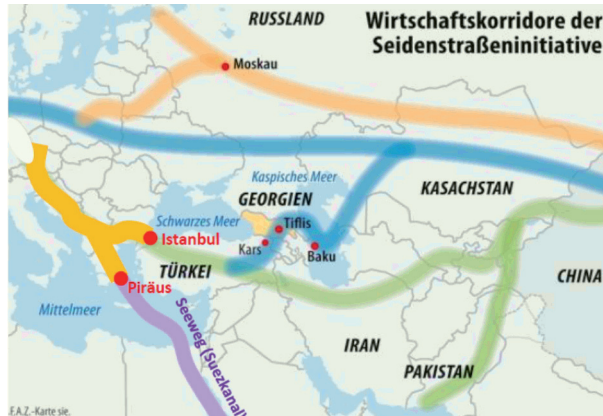 Wirtschaftskorridore der
Seidenstraßeninitiative
RUSSLAND
Moskau
Kaspisches Meer
KASACHSTAN
GEORGIEN
Schwarzes Meer
Tiflis
Istanbul
Kars
Baku
TÜRKEI
CHINA
Piräus
Mittelmeer
Seeweg (Suezkanal)
IRAN
PAKISTAN
F.A.Z.-Karte sie.